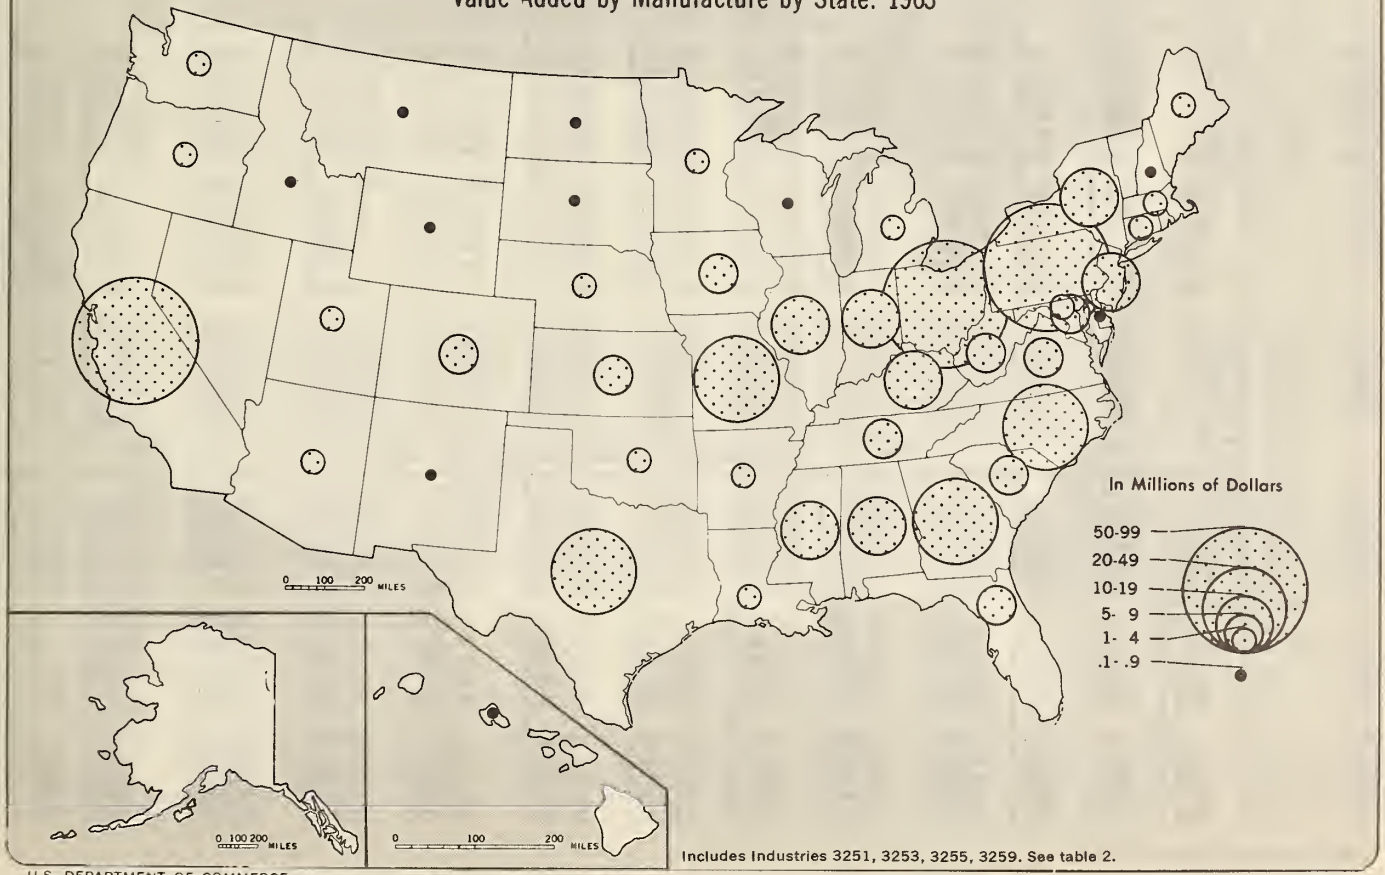 Value Added by Manufacture by State: 1963
In Millions of Dollars
50-99
20-49
10-19
5- 9
1- 4
.1- .9
0 100 200 MILES
0 100 200 MILES
0 100 200 MILES
Includes Industries 3251, 3253, 3255, 3259. See table 2.
U.S. DEPARTMENT OF COMMERCE